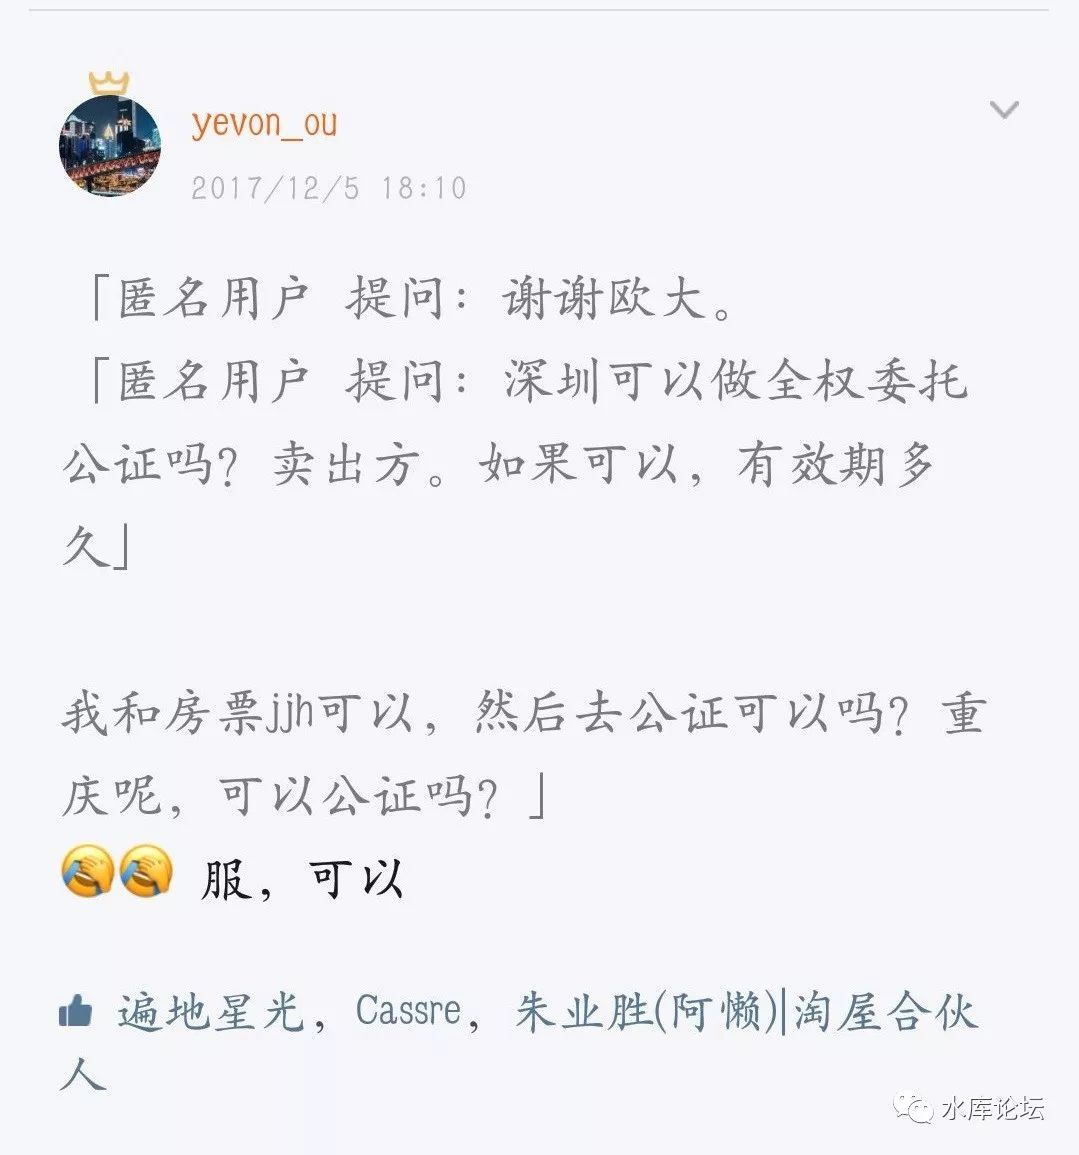 yevon_ou
2017/12/5 18:10
「匿名用户 提问：谢谢欧大。
「匿名用户 提问：深圳可以做全权委托
公证吗？卖出方。如果可以，有效期多
久」
我和房票jjh可以，然后去公证可以吗？重
庆呢，可以公证吗？」
服，可以
遍地星光，Cassre，朱业胜(阿懒)|淘屋合伙
人
水库论坛